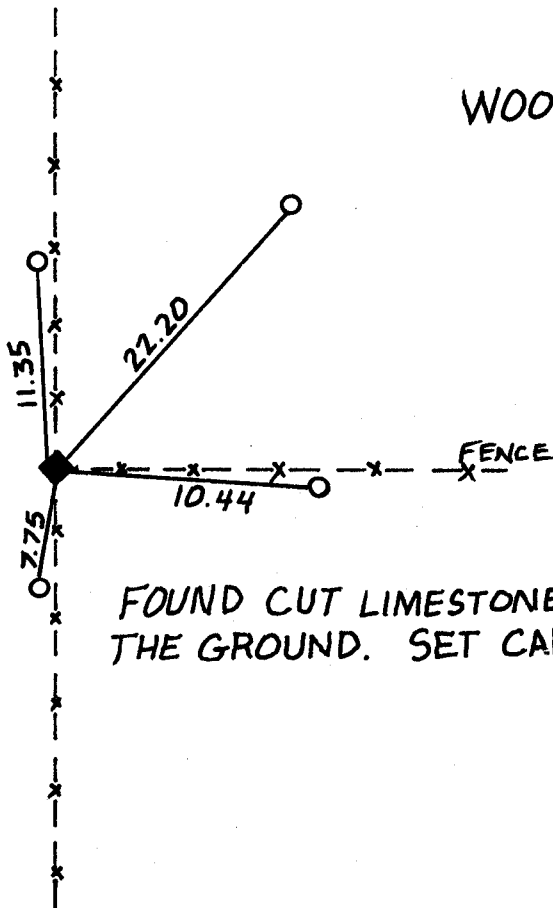 WOO
22.20
11.35
FENCE
10.44
7.75
FOUND CUT LIMESTONE
THE GROUND. SET CA